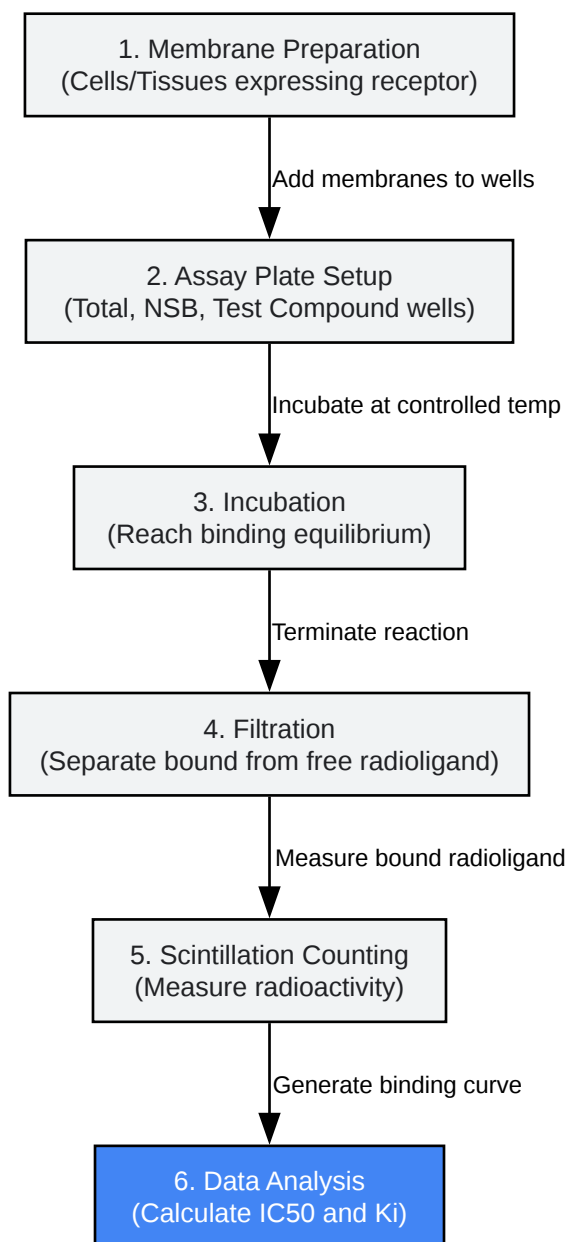 1. Membrane Preparation
(Cells/Tissues expressing receptor)
Add membranes to wells
2. Assay Plate Setup
(Total, NSB, Test Compound wells)
Incubate at controlled temp
3. Incubation
(Reach binding equilibrium)
Terminate reaction
4. Filtration
(Separate bound from free radioligand)
Measure bound radioligand
5. Scintillation Counting
(Measure radioactivity)
Generate binding curve
6. Data Analysis
(Calculate IC50 and Ki)